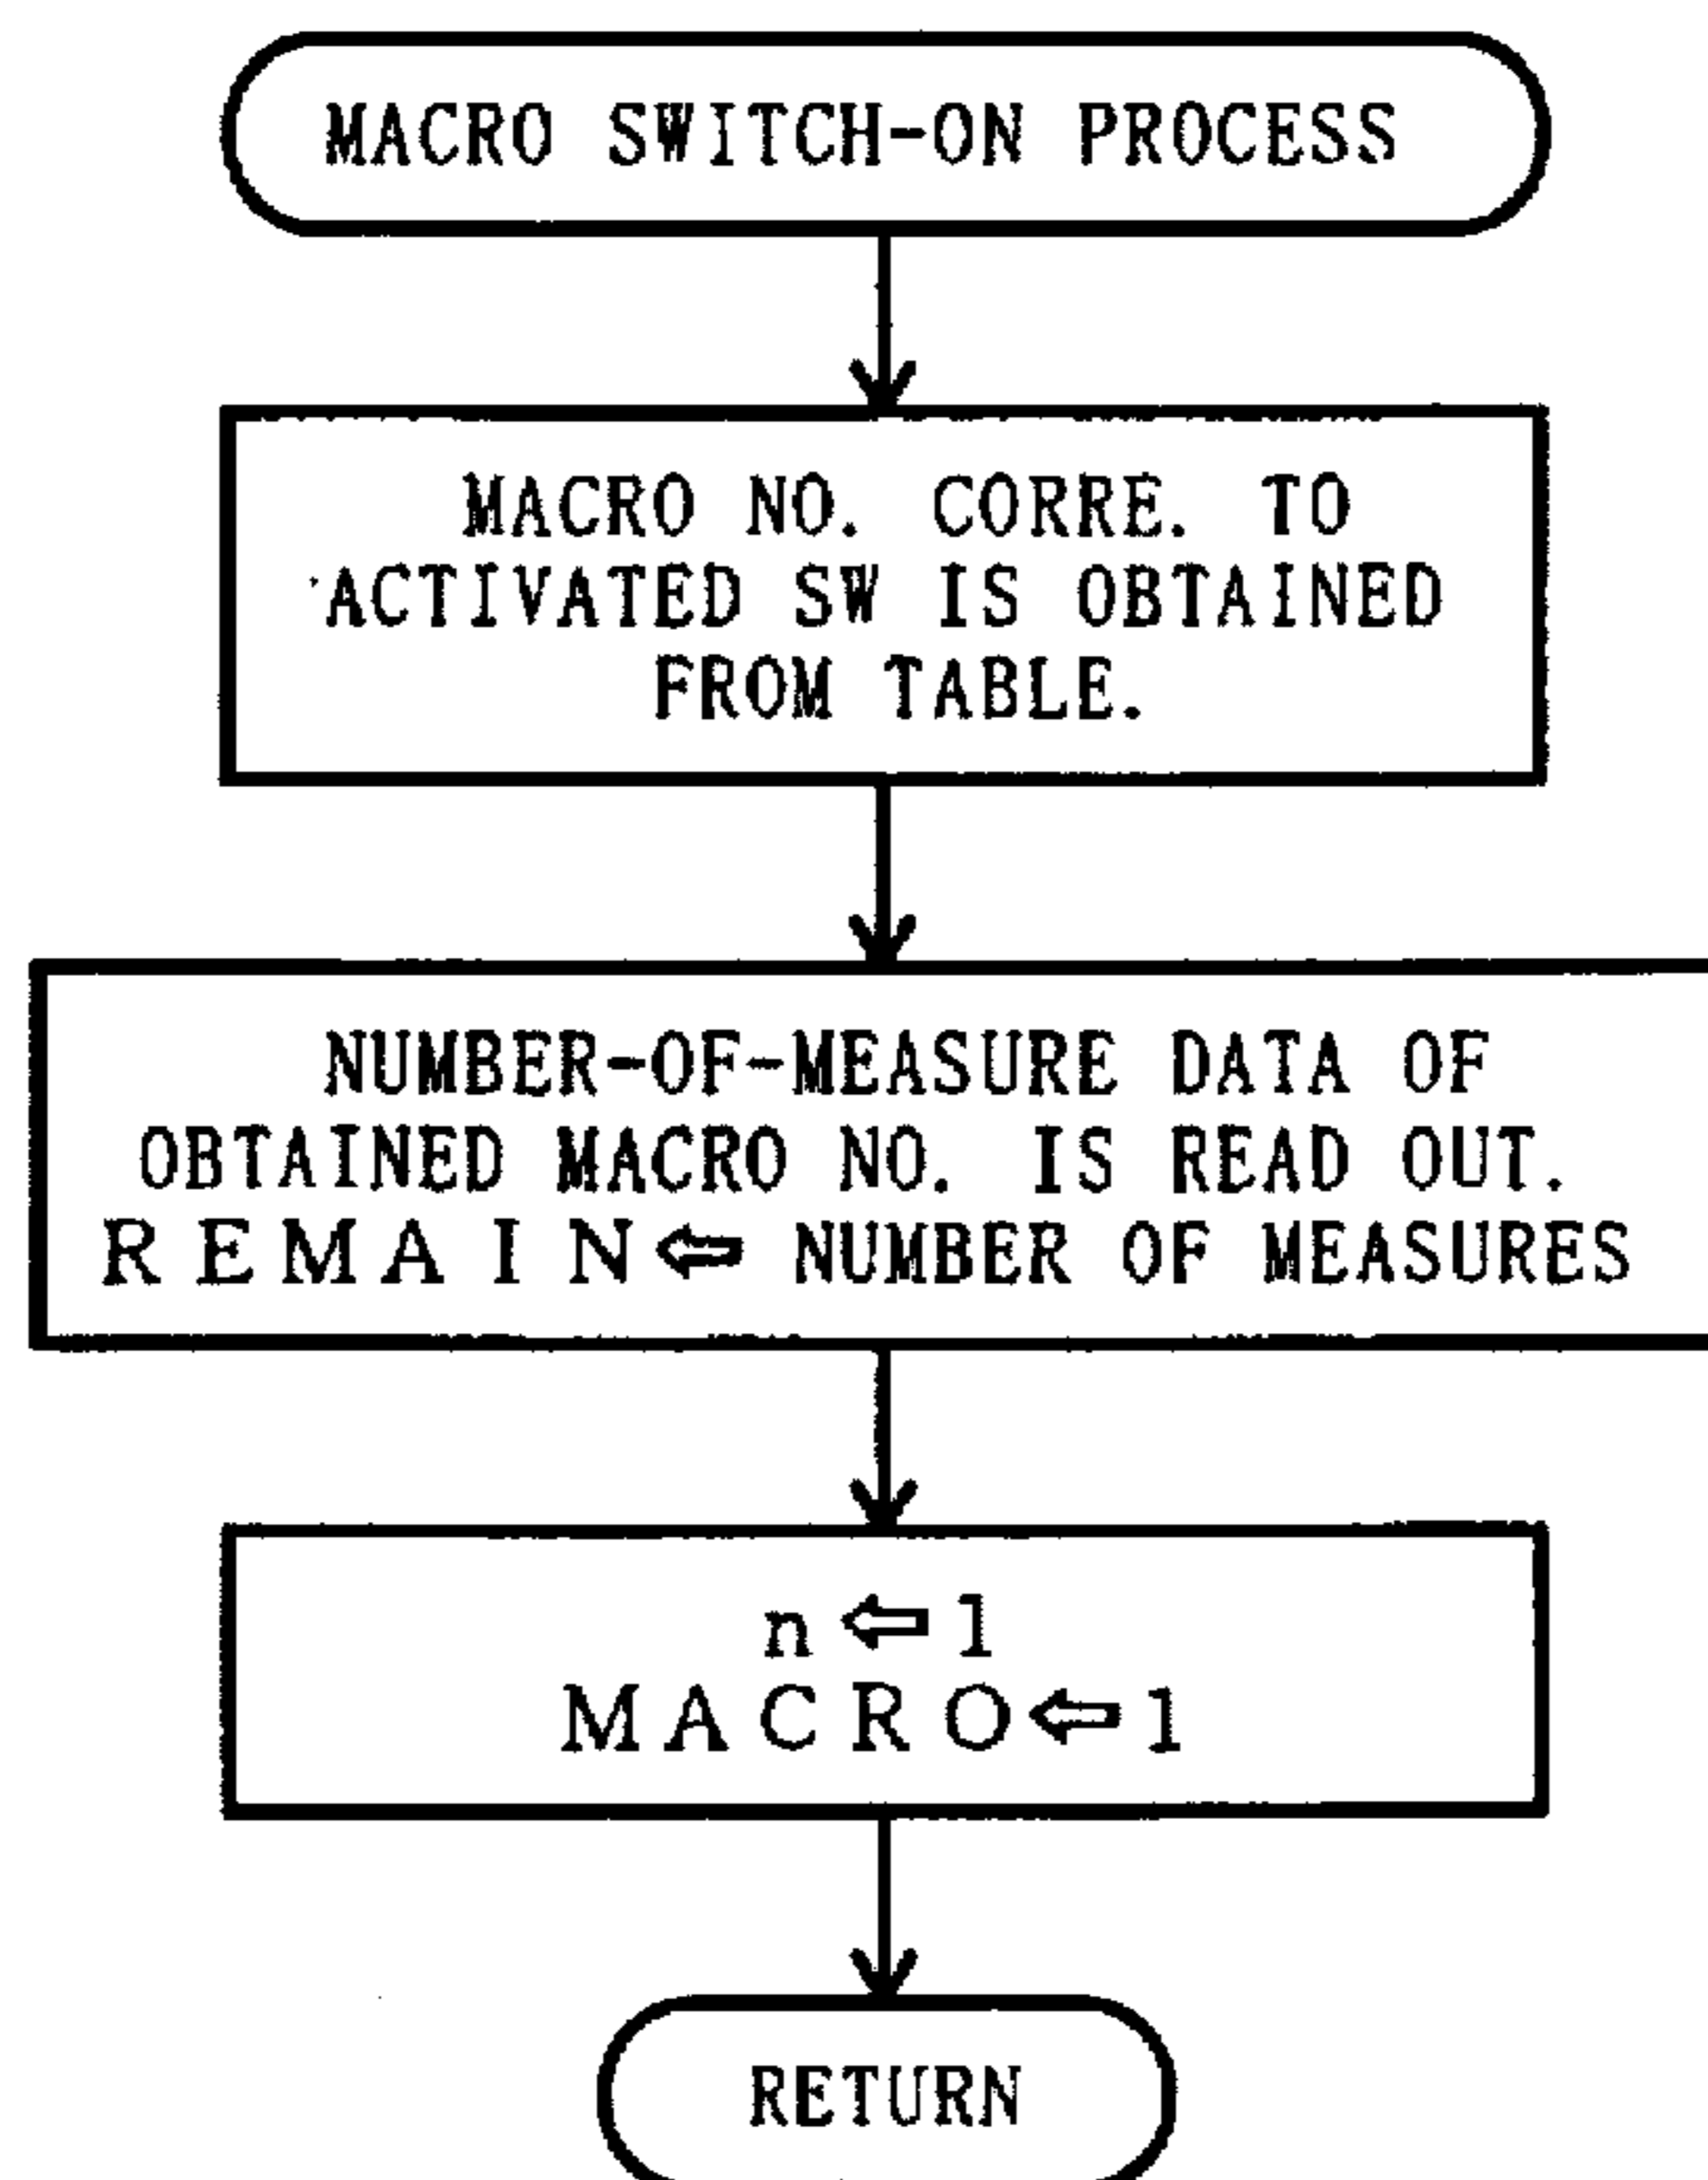 MACRO SWITCH-ON PROCESS
MACRO NO. CORRE. TO
ACTIVATED SW IS OBTAINED
FROM TABLE.
NUMBER-OF-MEASURE DATA OF
OBTAINED MACRO NO. IS READ OUT.
REMAIN⇦ NUMBER OF MEASURES
n⇦1
MACRO⇦1
RETURN